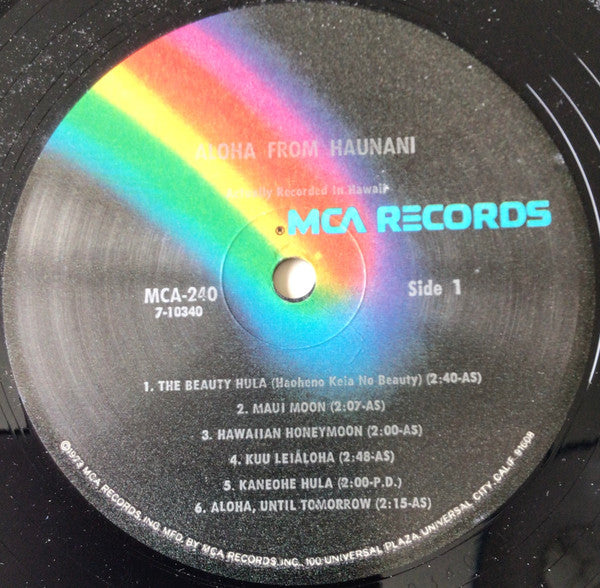 ALOHA FROM HAUNANI
Actually Recorded In Hawaii
®MCA RECORDS
MCA-240
7-10340
Side 1
1. THE BEAUTY HULA (Haoheno Keia No Beauty) (2:40-AS)
2. MAUI MOON (2:07-AS)
3. HAWAIIAN HONEYMOON (2:00-AS)
4. KUU LEIALOHA (2:48-AS)
5. KANEOHE HULA (2:00-P.D.)
6. ALOHA, UNTIL TOMORROW (2:15-AS)
©1973 MCA RECORDS, INC. MFD. BY MCA RECORDS INC., 100 UNIVERSAL PLAZA, UNIVERSAL CITY, CALIF. 91608